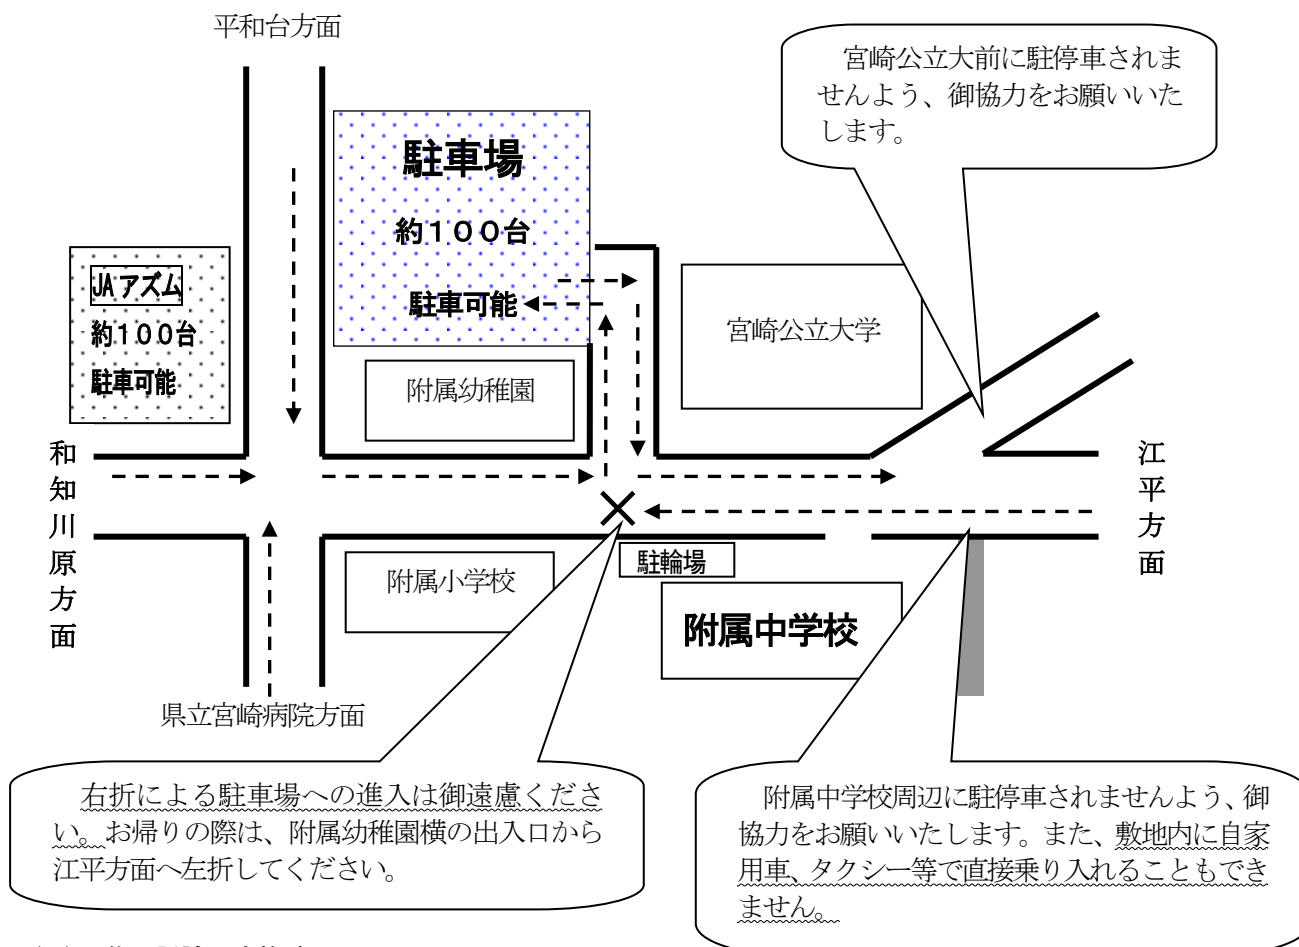 平和台方面
宮崎公立大前に駐停車されま
せんよう、御協力をお願いいた
します。
駐車場
約１００台
駐車可能
JAアズム
約１００台
駐車可能
宮崎公立大学
附属幼稚園
和知川原方面
江平方面
駐輪場
附属小学校
附属中学校
県立宮崎病院方面
右折による駐車場への進入は御遠慮くださ
い。お帰りの際は、附属幼稚園横の出入口から
江平方面へ左折してください。
附属中学校周辺に駐停車されませんよう、御
協力をお願いいたします。また、敷地内に自家
用車、タクシー等で直接乗り入れることもでき
ません。